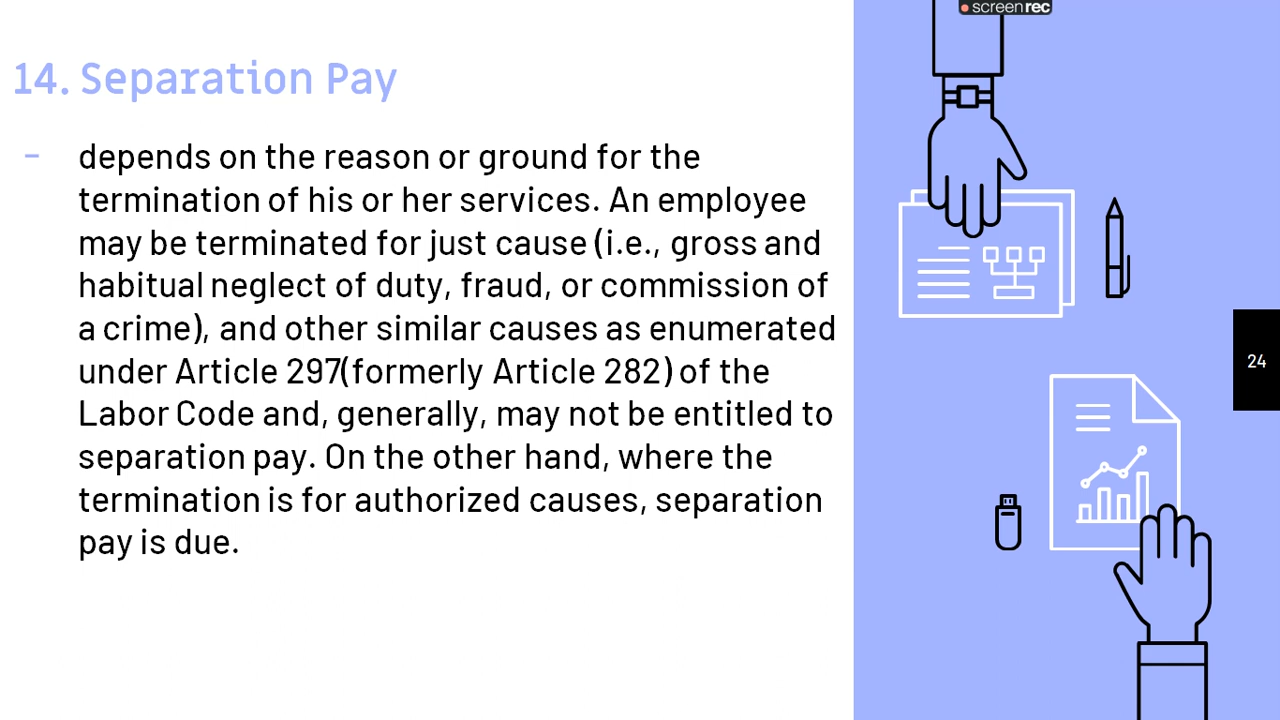 screenrec
14. Separation Pay
- depends on the reason or ground for the
termination of his or her services. An employee
may be terminated for just cause (i.e., gross and
habitual neglect of duty, fraud, or commission of
a crime), and other similar causes as enumerated
under Article 297(formerly Article 282) of the
Labor Code and, generally, may not be entitled to
separation pay. On the other hand, where the
termination is for authorized causes, separation
pay is due.
24